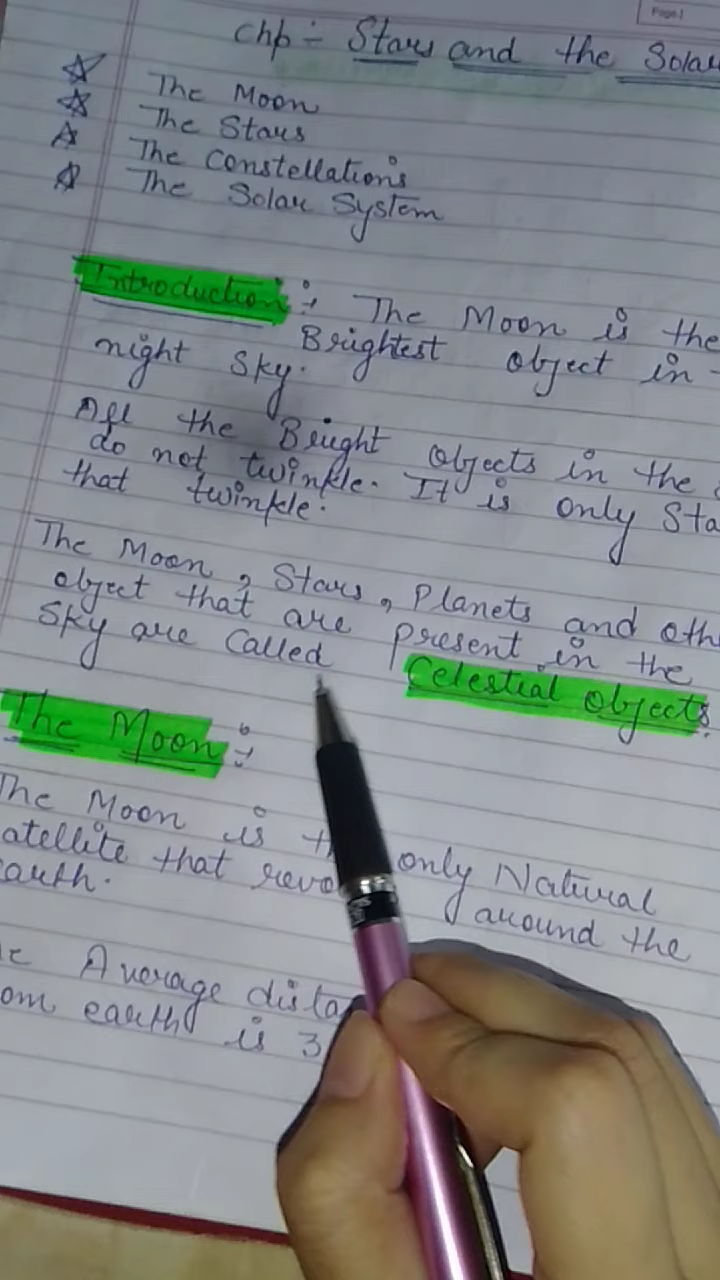 Page
Chp ÷ Stars and the Solar
The Moon
The Stars
The Constellations
The Solar System
Introduction ÷ The Moon is the
Brightest object in
night Sky.
All the Bright objects in the
do not twinkle. It is only Sta
that twinkle.
The Moon, Stars, Planets and oth
object that are present in the
Sky are Called Celestial objects.
The Moon ÷
The Moon is only Natural
atellite that revo around the
earth.
Average dista
om earth is 3